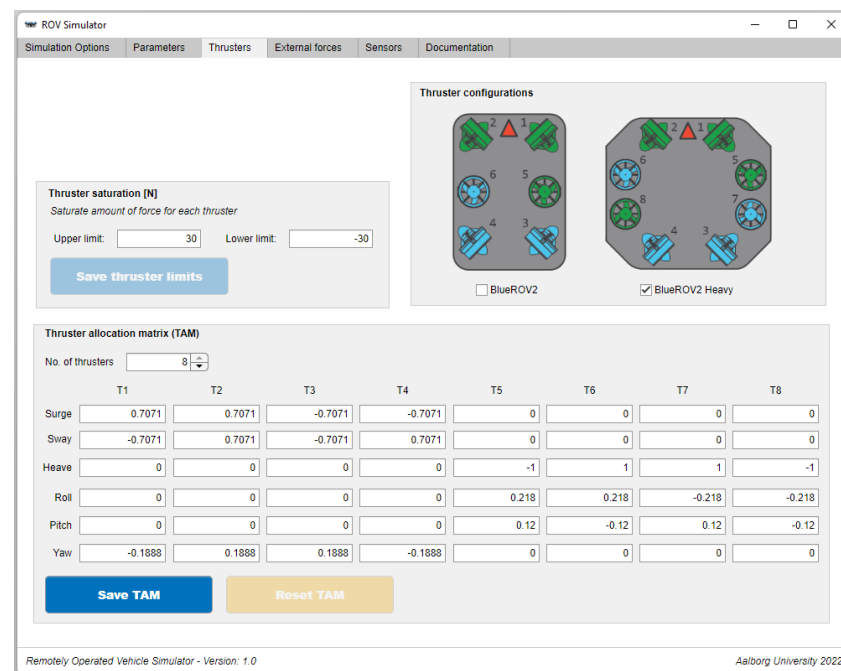 ROV Simulator
Simulation Options Parameters Thrusters External forces Sensors Documentation
Thruster configurations
2 1 2 1
6 5 6 5
8 7
4 3 4 3
BlueROV2 BlueROV2 Heavy
Thruster saturation [N]
Saturate amount of force for each thruster
Upper limit: 30 Lower limit: -30
Save thruster limits
Thruster allocation matrix (TAM)
No. of thrusters 8
T1 T2 T3 T4 T5 T6 T7 T8
Surge 0.7071 0.7071 -0.7071 -0.7071 0 0 0 0
Sway -0.7071 0.7071 -0.7071 0.7071 0 0 0 0
Heave 0 0 0 0 -1 1 1 -1
Roll 0 0 0 0 0.218 0.218 -0.218 -0.218
Pitch 0 0 0 0 0.12 -0.12 0.12 -0.12
Yaw -0.1888 0.1888 0.1888 -0.1888 0 0 0 0
Save TAM Reset TAM
Remotely Operated Vehicle Simulator - Version: 1.0 Aalborg University 2022